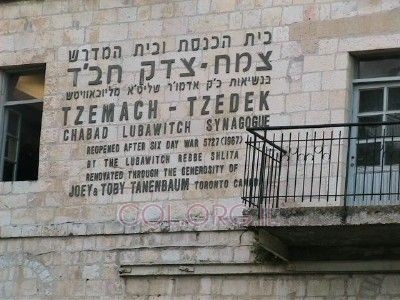 בית הכנסת ובית המדרש
צמח-צדק חב"ד
בנשיאות כ"ק אדמו"ר שליט"א מליובאוויטש
TZEMACH - TZEDEK
CHABAD LUBAWITCH SYNAGOGUE
REOPENED AFTER SIX DAY WAR 5727(1967)
BY THE LUBAWITCH REBBE SHLITA
RENOVATED THROUGH THE GENEROSITY OF
JOEY & TOBY TANENBAUM TORONTO CANADA